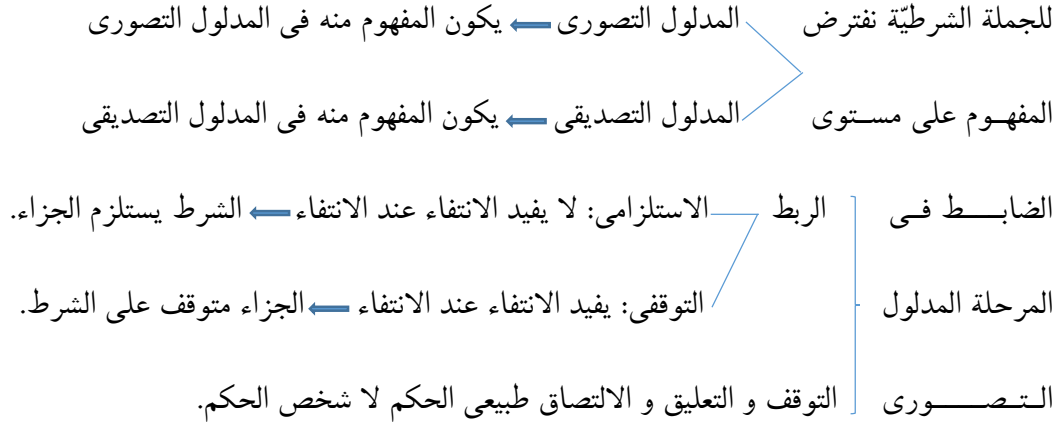 للجملة الشرطيّة نفترض المدلول التصورى يكون المفهوم منه فى المدلول التصورى
المفهـوم على مسـتوى المدلول التصديقى يكون المفهوم منه فى المدلول التصديقى
الضابـــط فـى الربط الاستلزامى: لا يفيد الانتفاء عند الانتفاء الشرط يستلزم الجزاء.
المرحلة المدلول التوقفى: يفيد الانتفاء عند الانتفاء الجزاء متوقف على الشرط.
الـتـصـــــورى التوقف و التعليق و الالتصاق طبيعى الحكم لا شخص الحكم.